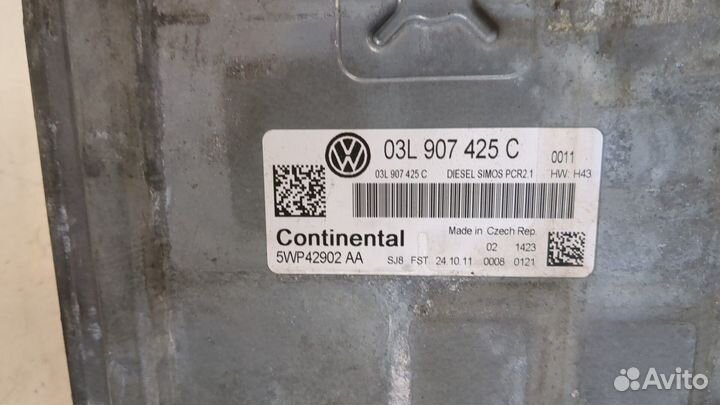 03L 907 425 C 0011
03L 907 425 C DIESEL SIMOS PCR2.1 HW: H43
Continental Made in Czech Rep.
02 1423
5WP42902 AA SJ8 FST 24.10.11 0008 0121
Avito